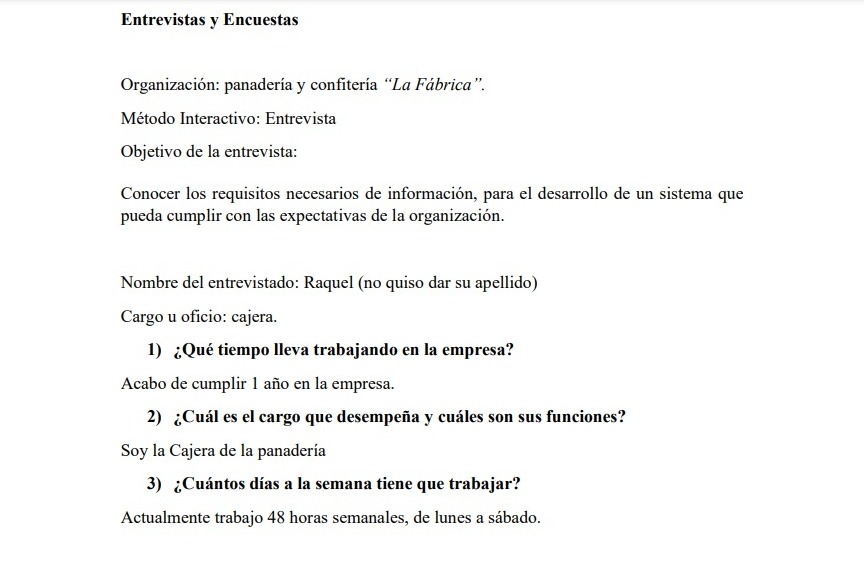 Entrevistas y Encuestas
Organización: panadería y confitería “La Fábrica”.
Método Interactivo: Entrevista
Objetivo de la entrevista:
Conocer los requisitos necesarios de información, para el desarrollo de un sistema que
pueda cumplir con las expectativas de la organización.
Nombre del entrevistado: Raquel (no quiso dar su apellido)
Cargo u oficio: cajera.
1) ¿Qué tiempo lleva trabajando en la empresa?
Acabo de cumplir 1 año en la empresa.
2) ¿Cuál es el cargo que desempeña y cuáles son sus funciones?
Soy la Cajera de la panadería
3) ¿Cuántos días a la semana tiene que trabajar?
Actualmente trabajo 48 horas semanales, de lunes a sábado.